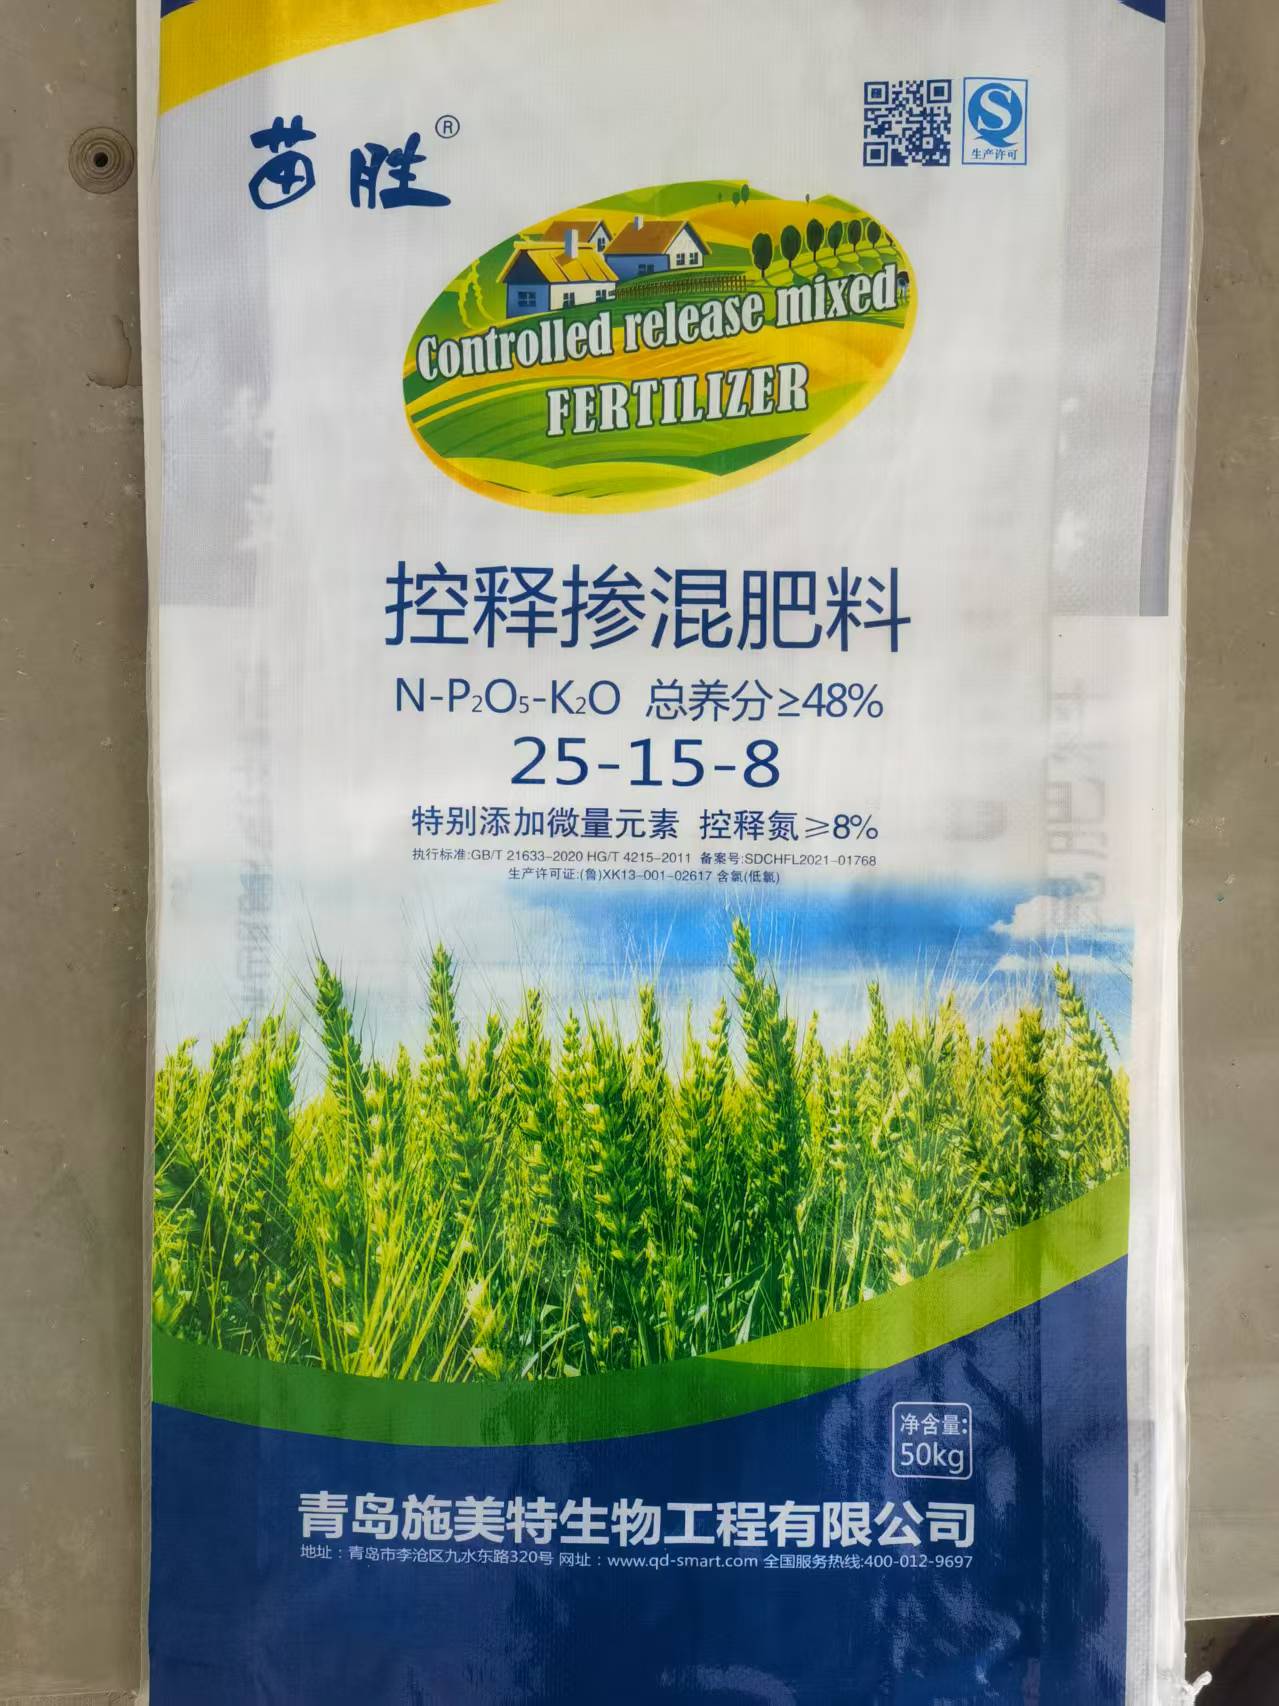 苗胜®
生产许可
Controlled release mixed
FERTILIZER
控释掺混肥料
N-P₂O₅-K₂O 总养分≥48%
25-15-8
特别添加微量元素 控释氮≥8%
执行标准:GB/T 21633-2020 HG/T 4215-2011 备案号:SDCHFL2021-01768
生产许可证:(鲁)XK13-001-02617 含氯(低氯)
净含量:
50kg
青岛施美特生物工程有限公司
地址：青岛市李沧区九水东路320号 网址：www.qd-smart.com 全国服务热线:400-012-9697